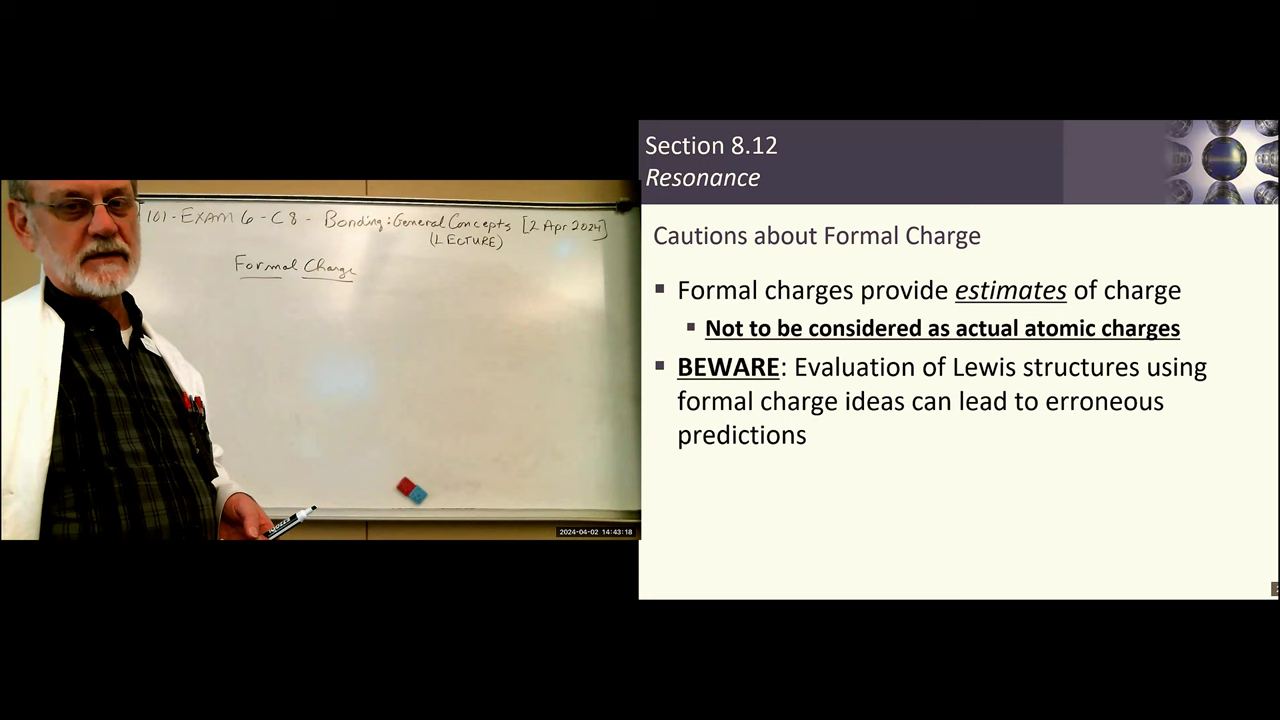 101 - EXAM 6 - C8 - Bonding: General Concepts [2 Apr 2024]
(LECTURE)
Formal Charge
2024-04-02 14:43:18
Section 8.12
Resonance
Cautions about Formal Charge
▪ Formal charges provide estimates of charge
▪ Not to be considered as actual atomic charges
▪ BEWARE: Evaluation of Lewis structures using
formal charge ideas can lead to erroneous
predictions